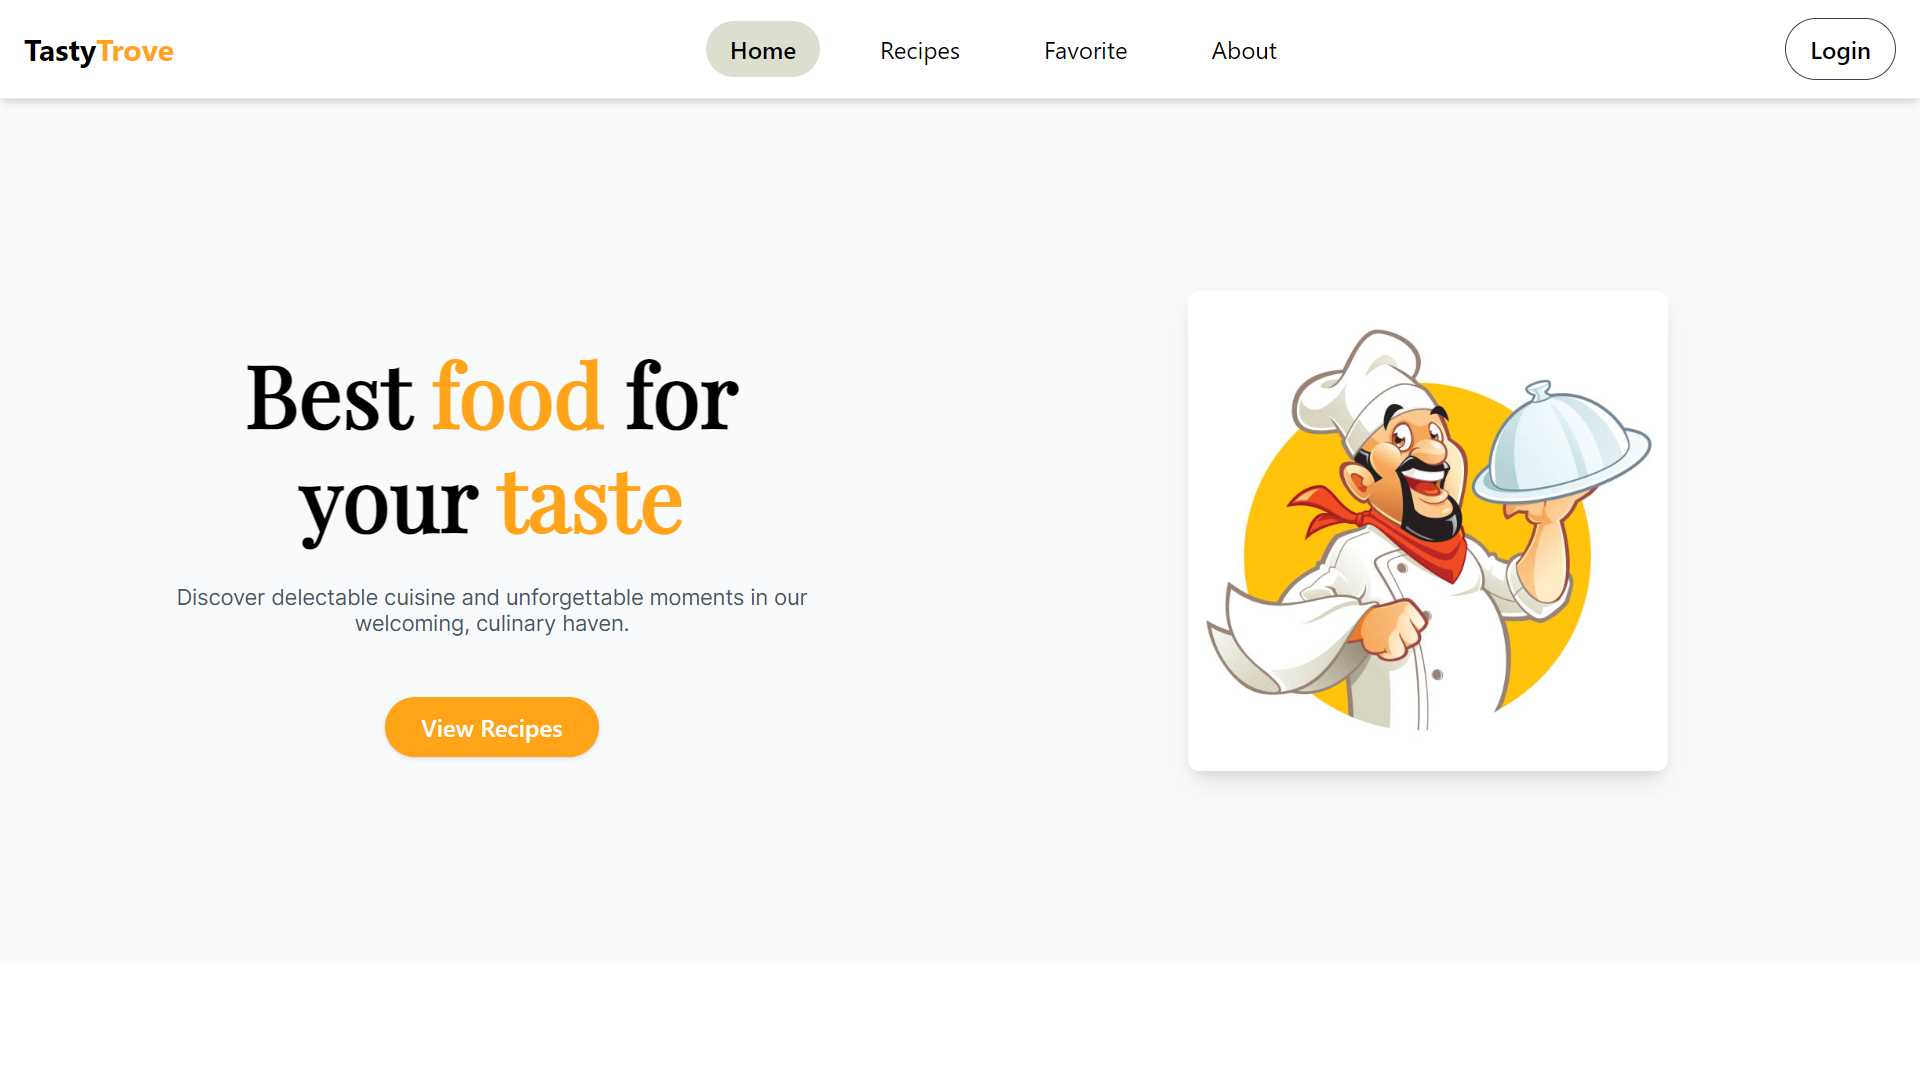 TastyTrove
Home
Recipes
Favorite
About
Login
Best food for
your taste
Discover delectable cuisine and unforgettable moments in our
welcoming, culinary haven.
View Recipes